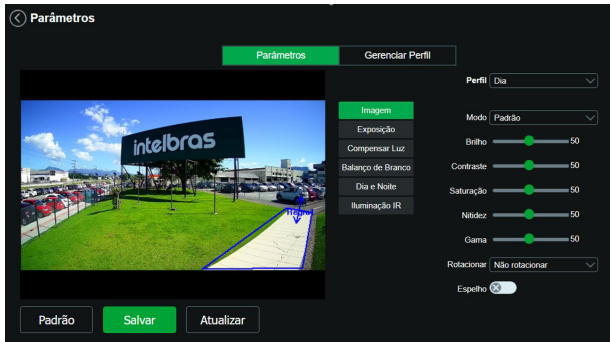 Parâmetros
Parâmetros Gerenciar Perfil
Perfil Dia
intelbras
Regra1
Imagem
Exposição
Compensar Luz
Balanço de Branco
Dia e Noite
Iluminação IR
Modo Padrão
Brilho 50
Contraste 50
Saturação 50
Nitidez 50
Gama 50
Rotacionar Não rotacionar
Espelho
Padrão Salvar Atualizar